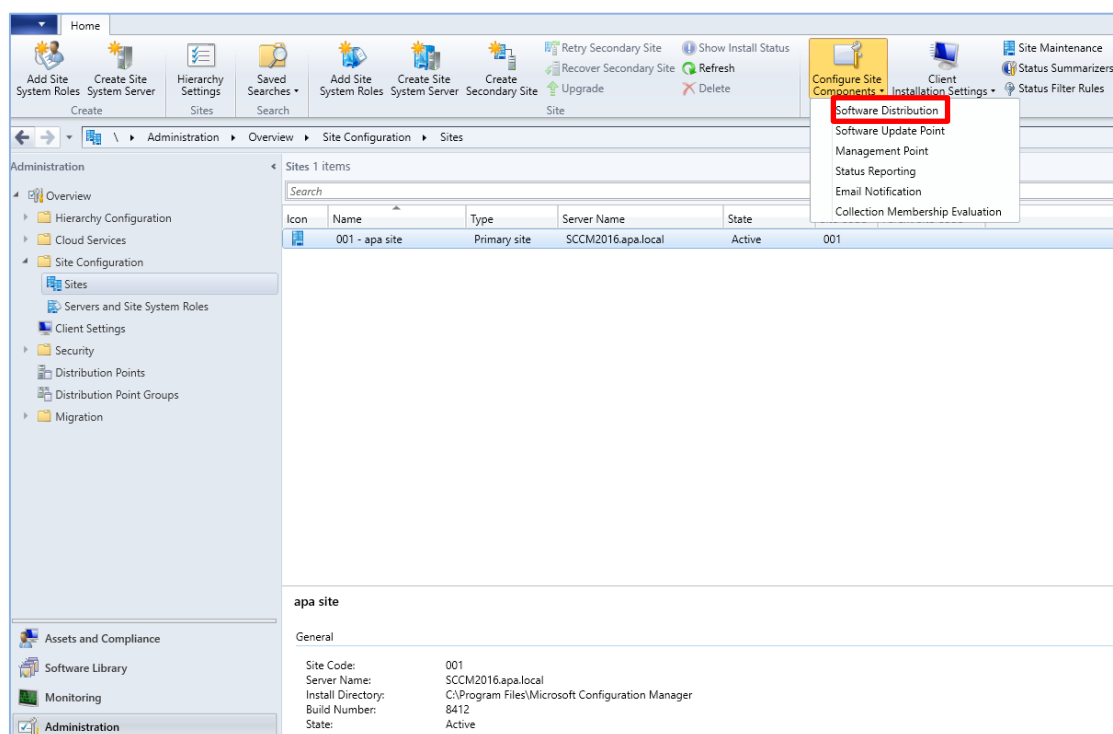 Home
Add Site
System Roles
Create Site
System Server
Create
Hierarchy
Settings
Sites
Saved
Searches
Search
Add Site
System Roles
Create Site
System Server
Create
Secondary Site
Retry Secondary Site
Recover Secondary Site
Upgrade
Show Install Status
Refresh
Delete
Site
Configure Site
Components
Client
Installation Settings
Site Maintenance
Status Summarizers
Status Filter Rules
Software Distribution
Software Update Point
Management Point
Status Reporting
Email Notification
Collection Membership Evaluation
\ Administration Overview Site Configuration Sites
Administration
Overview
Hierarchy Configuration
Cloud Services
Site Configuration
Sites
Servers and Site System Roles
Client Settings
Security
Distribution Points
Distribution Point Groups
Migration
Sites 1 items
Search
Icon Name Type Server Name State
001 - apa site Primary site SCCM2016.apa.local Active 001
apa site
General
Site Code: 001
Server Name: SCCM2016.apa.local
Install Directory: C:\Program Files\Microsoft Configuration Manager
Build Number: 8412
State: Active
Assets and Compliance
Software Library
Monitoring
Administration